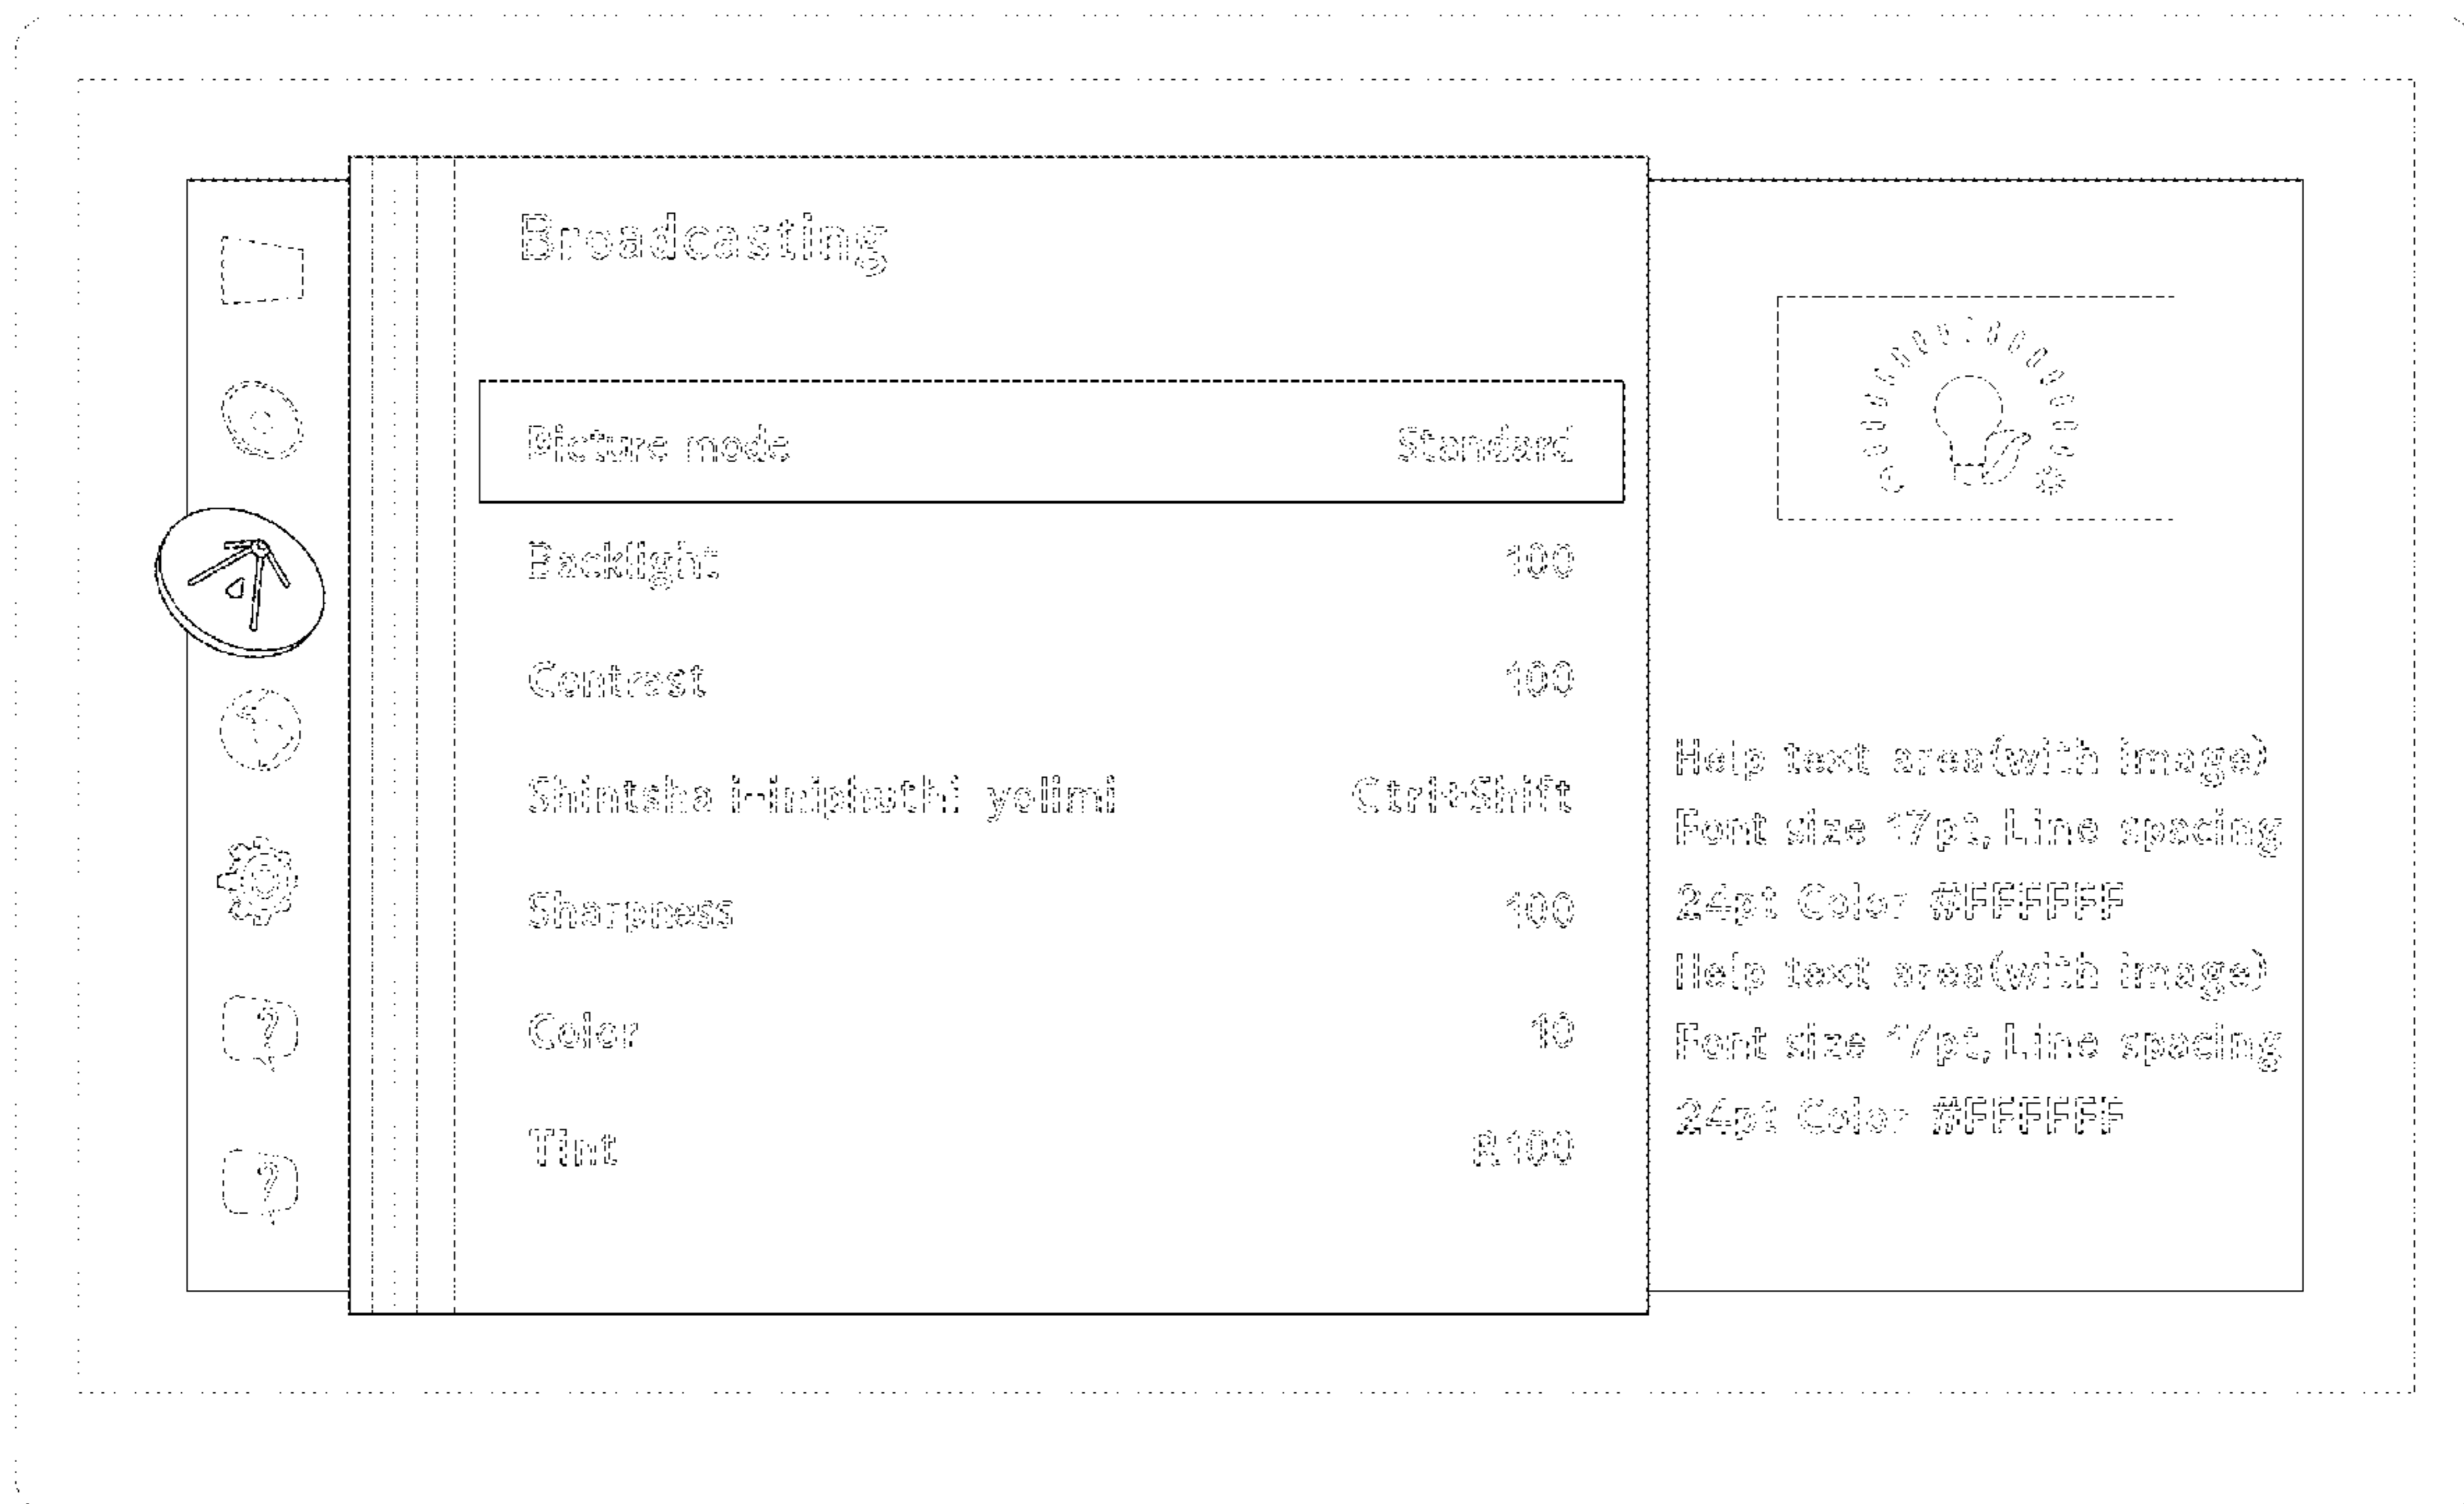 Broadcasting
Picture mode Standard
Backlight 100
Contrast 100
Shintsha i-iniphuthi yolimi Ctrl+Shift
Sharpness 100
Color 10
Tint R100
Help text area(with image)
Font size 17pt, Line spacing
24pt Color #FFFFFF
Help text area(with image)
Font size 17pt, Line spacing
24pt Color #FFFFFF
?
?